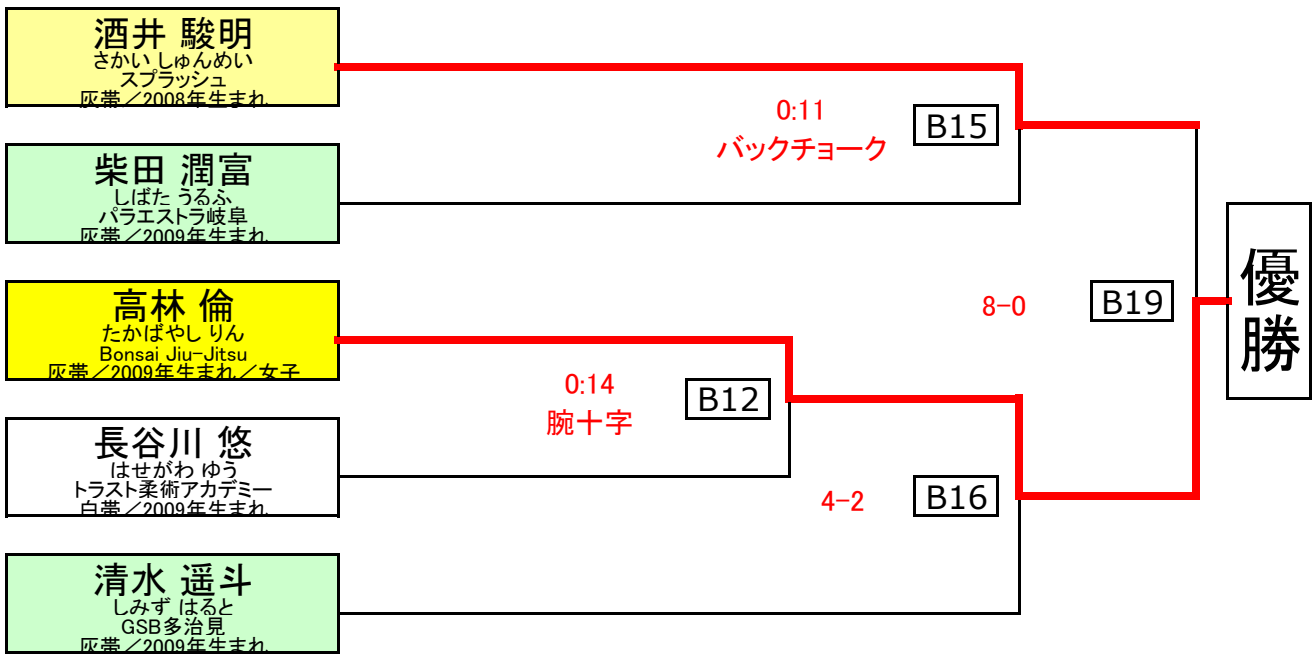 酒井 駿明
さかい しゅんめい
スプラッシュ
灰帯／2008年生まれ
0:11
バックチョーク
B15
柴田 潤富
しばた うるふ
パラエストラ岐阜
灰帯／2009年生まれ
高林 倫
たかばやし りん
Bonsai Jiu-Jitsu
灰帯／2009年生まれ／女子
8-0
B19
優勝
0:14
腕十字
B12
長谷川 悠
はせがわ ゆう
トラスト柔術アカデミー
白帯／2009年生まれ
4-2
B16
清水 遥斗
しみず はると
GSB多治見
灰帯／2009年生まれ